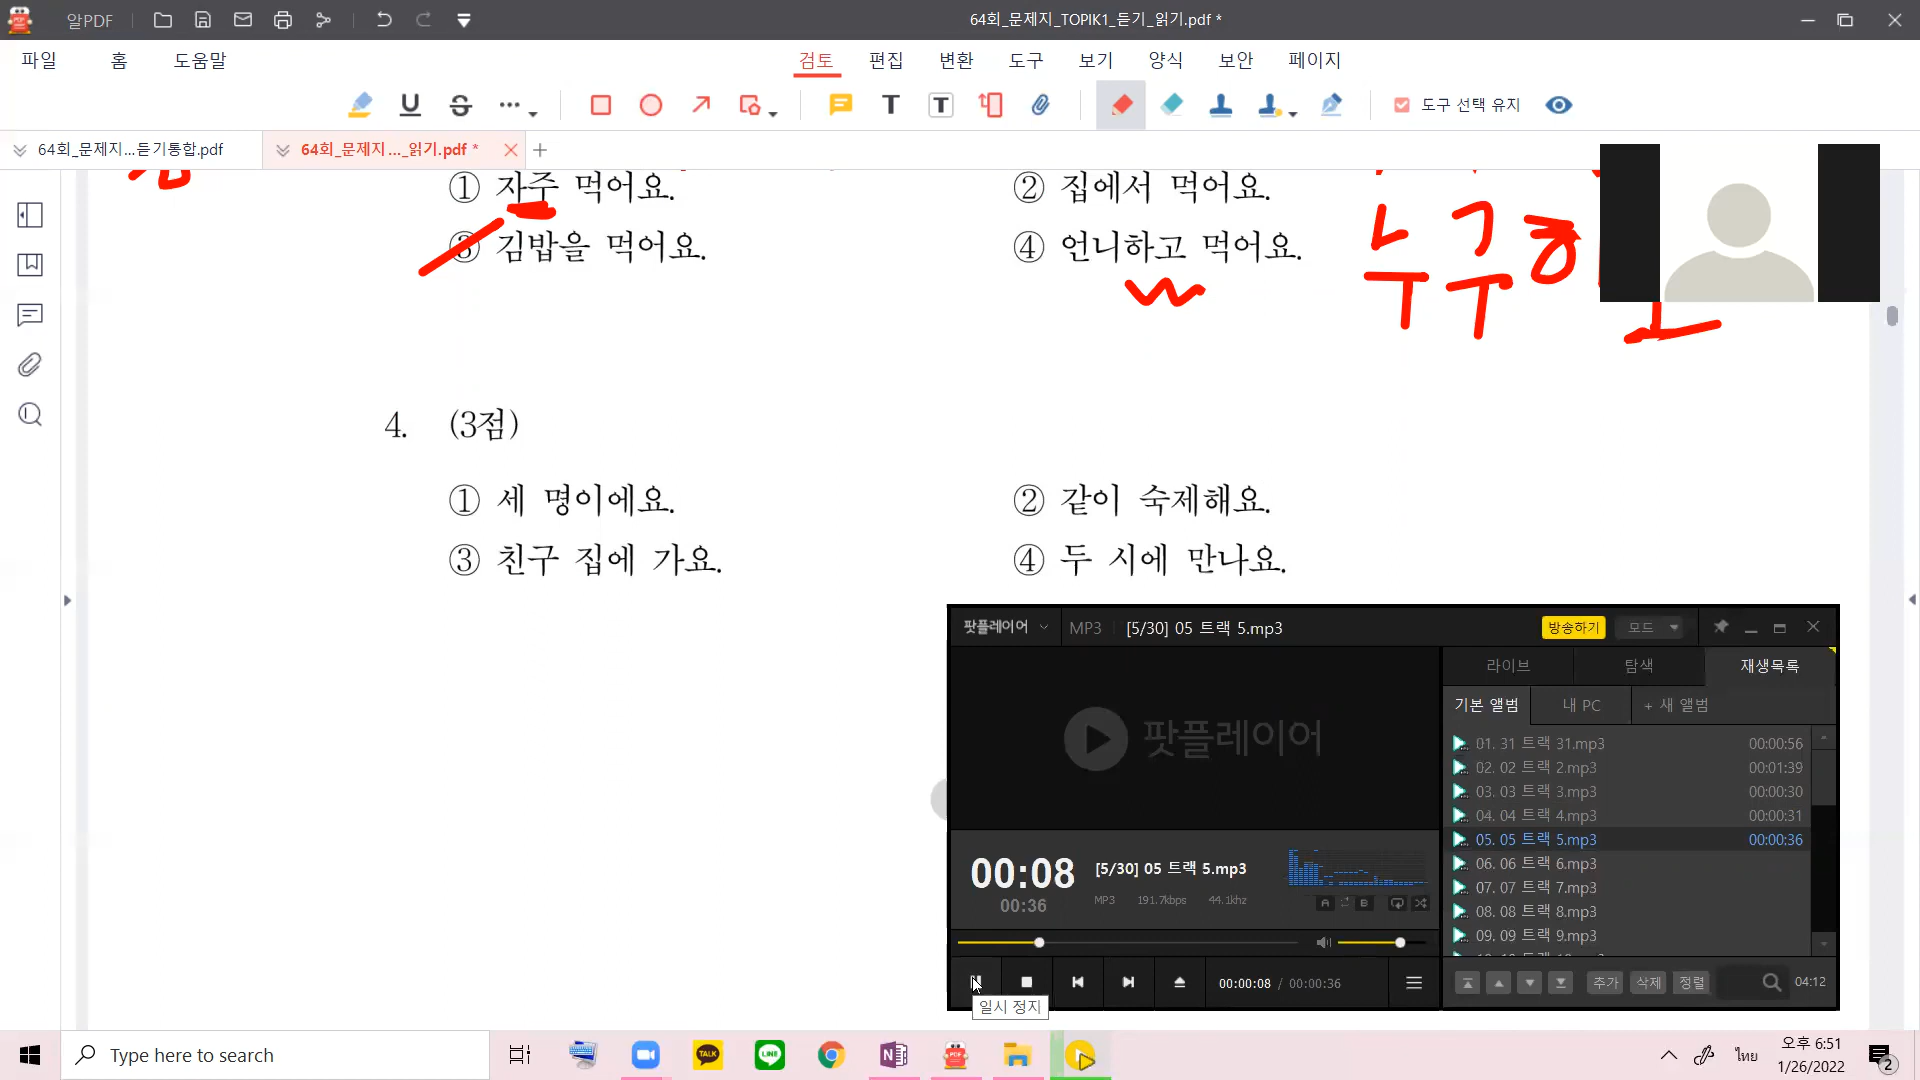 알PDF
64회_문제지_TOPIK1_듣기_읽기.pdf *
파일 홈 도움말 검토 편집 변환 도구 보기 양식 보안 페이지
도구 선택 유지
64회_문제지...듣기통합.pdf 64회_문제지..._읽기.pdf *
① 자주 먹어요. ② 집에서 먹어요.
③ 김밥을 먹어요. ④ 언니하고 먹어요.
누구
4. (3점)
① 세 명이에요. ② 같이 숙제해요.
③ 친구 집에 가요. ④ 두 시에 만나요.
팟플레이어 MP3 [5/30] 05 트랙 5.mp3 방송하기 모드
라이브 탐색 재생목록
기본 앨범 내 PC + 새 앨범
팟플레이어
01. 31 트랙 31.mp3 00:00:56
02. 02 트랙 2.mp3 00:01:39
03. 03 트랙 3.mp3 00:00:30
04. 04 트랙 4.mp3 00:00:31
05. 05 트랙 5.mp3 00:00:36
06. 06 트랙 6.mp3
07. 07 트랙 7.mp3
08. 08 트랙 8.mp3
09. 09 트랙 9.mp3
00:08 [5/30] 05 트랙 5.mp3
00:36 MP3 191.7kbps 44.1khz
A B
00:00:08 / 00:00:36
추가 삭제 정렬 04:12
일시 정지
Type here to search
TALK LINE N PDF
ไทย
오후 6:51
1/26/2022
2